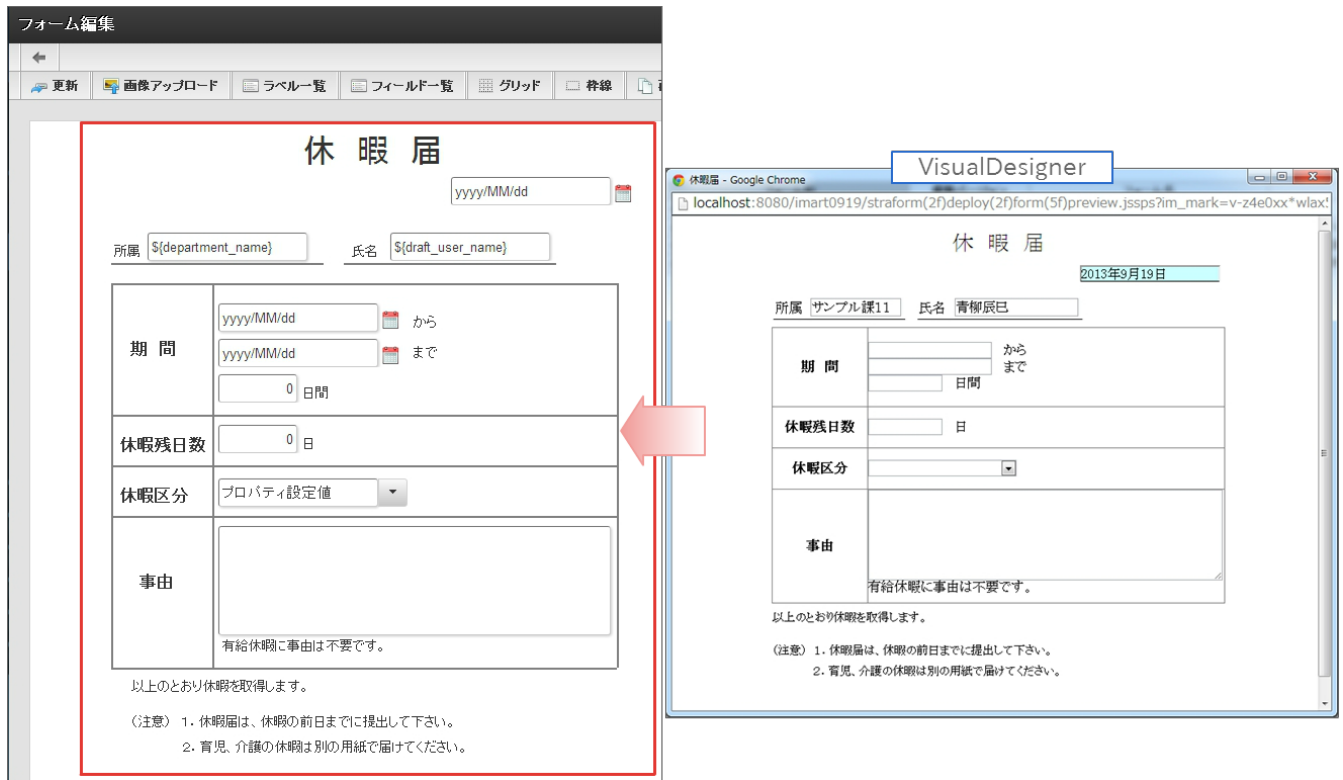 フォーム編集
更新 画像アップロード ラベル一覧 フィールド一覧 グリッド 枠線
休 暇 届
yyyy/MM/dd
所属 ${department_name} 氏名 ${draft_user_name}
期 間
yyyy/MM/dd から
yyyy/MM/dd まで
0 日間
休暇残日数 0 日
休暇区分 プロパティ設定値
事由
有給休暇に事由は不要です。
以上のとおり休暇を取得します。
（注意） 1．休暇届は、休暇の前日までに提出して下さい。
2．育児、介護の休暇は別の用紙で届けてください。
VisualDesigner
休暇届 - Google Chrome
localhost:8080/imart0919/straform(2f)deploy(2f)form(5f)preview.jssps?im_mark=v-z4e0xx*wlax
休 暇 届
2013年9月19日
所属 サンプル課11 氏名 青柳辰巳
期 間
から
まで
日間
休暇残日数 日
休暇区分
事由
有給休暇に事由は不要です。
以上のとおり休暇を取得します。
（注意） 1．休暇届は、休暇の前日までに提出して下さい。
2．育児、介護の休暇は別の用紙で届けてください。